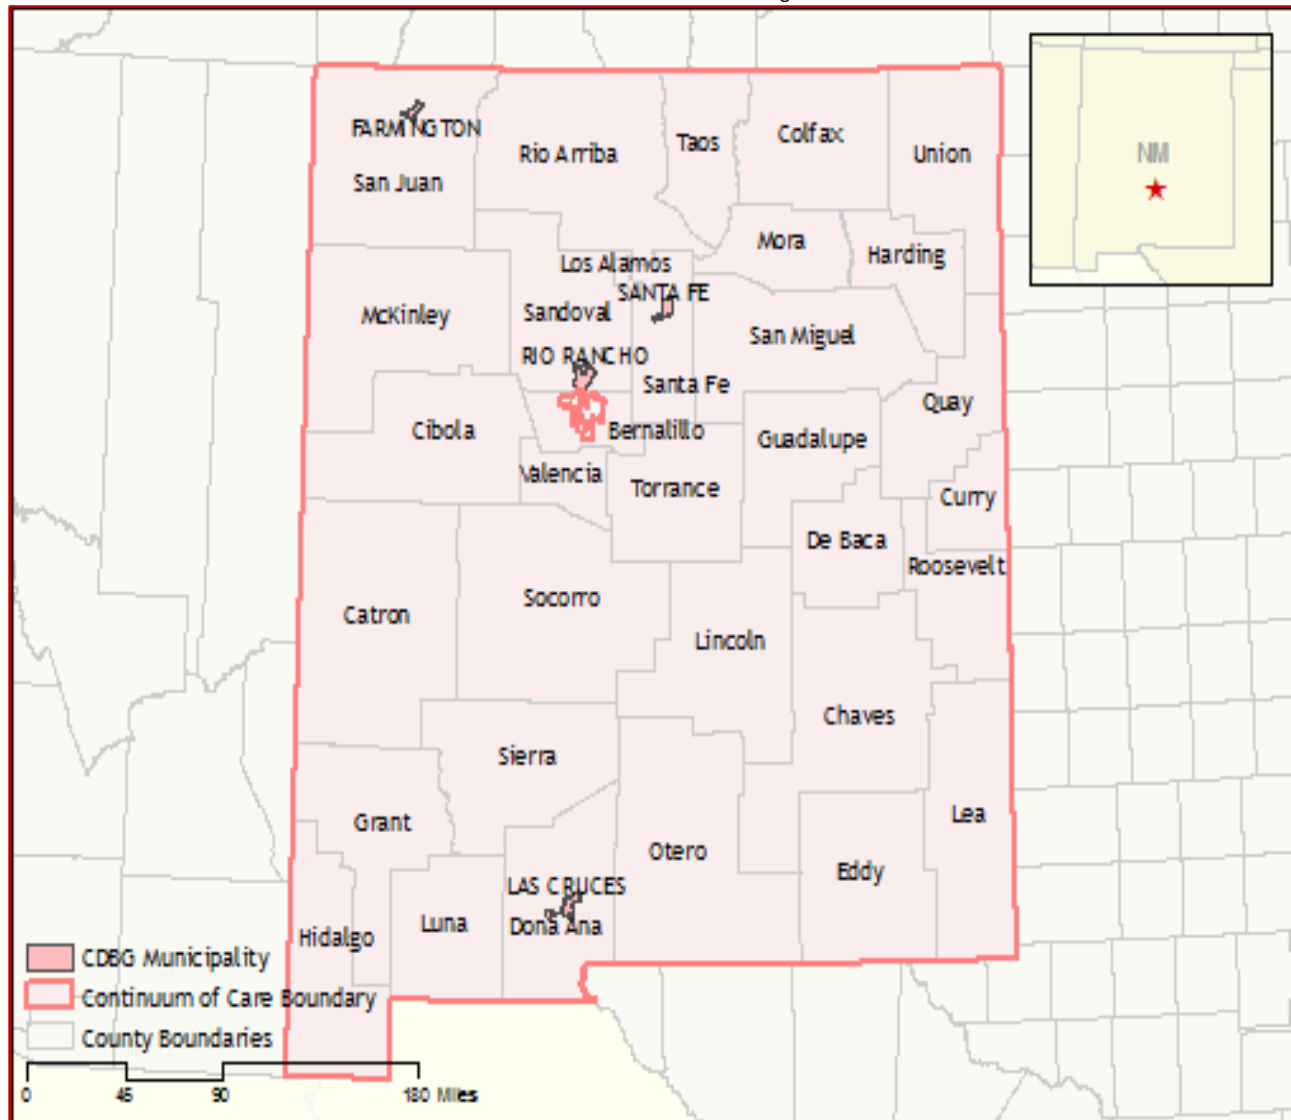 NM
FARMINGTON
San Juan
Rio Arriba
Taos
Colfax
Union
Mora
Harding
Los Alamos
SANTA FE
McKinley
Sandoval
San Miguel
RIO RANCHO
Santa Fe
Quay
Cibola
Bernalillo
Guadalupe
Valencia
Torrance
Curry
De Baca
Roosevelt
Catron
Socorro
Lincoln
Chaves
Sierra
Grant
Lea
Otero
Eddy
LAS CRUCES
Dona Ana
Luna
Hidalgo
CDBG Municipality
Continuum of Care Boundary
County Boundaries
0 45 90 180 Miles